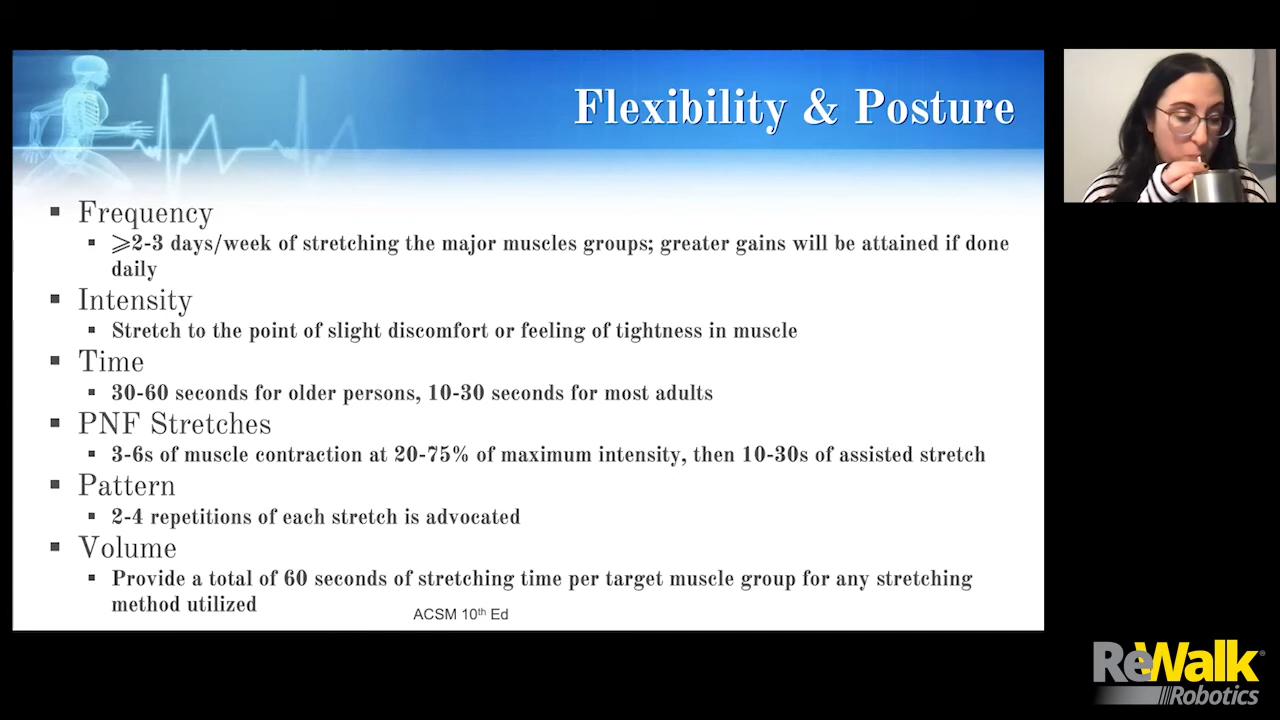 Flexibility & Posture
▪ Frequency
▪ ⩾2-3 days/week of stretching the major muscles groups; greater gains will be attained if done
daily
▪ Intensity
▪ Stretch to the point of slight discomfort or feeling of tightness in muscle
▪ Time
▪ 30-60 seconds for older persons, 10-30 seconds for most adults
▪ PNF Stretches
▪ 3-6s of muscle contraction at 20-75% of maximum intensity, then 10-30s of assisted stretch
▪ Pattern
▪ 2-4 repetitions of each stretch is advocated
▪ Volume
▪ Provide a total of 60 seconds of stretching time per target muscle group for any stretching
method utilized
ACSM 10th Ed
ReWalk®
Robotics